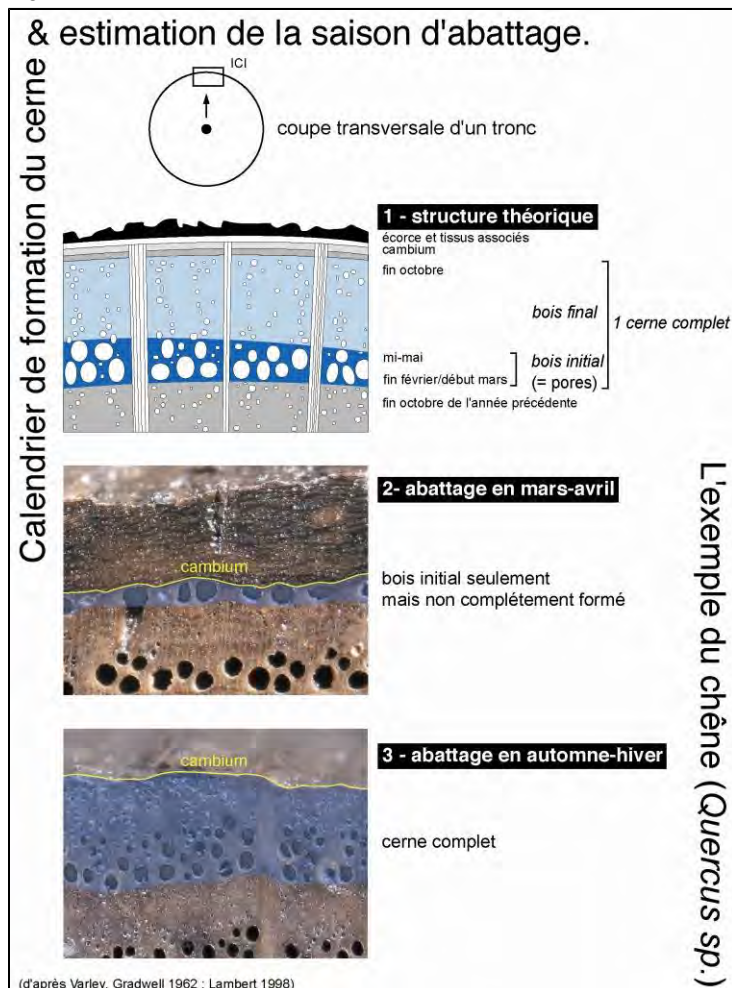 Calendrier de formation du cerne
& estimation de la saison d'abattage.
ICI
coupe transversale d'un tronc
1 - structure théorique
écorce et tissus associés
cambium
fin octobre
bois final
1 cerne complet
mi-mai
bois initial
fin février/début mars
(= pores)
fin octobre de l'année précédente
2- abattage en mars-avril
cambium
bois initial seulement
mais non complétement formé
3 - abattage en automne-hiver
cambium
cerne complet
L'exemple du chêne (Quercus sp.)
(d'après Varley, Gradwell 1962 ; Lambert 1998)